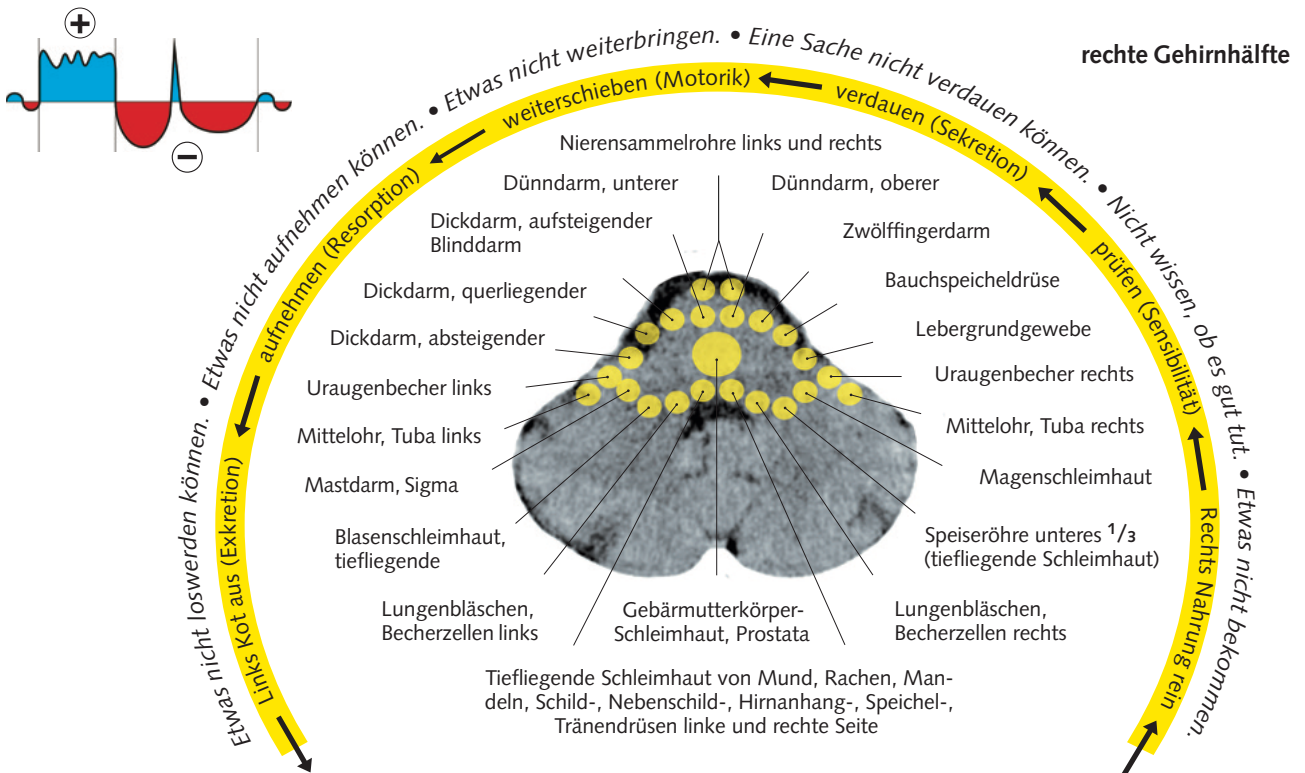 +
−
rechte Gehirnhälfte
Etwas nicht loswerden können. • Etwas nicht aufnehmen können. • Etwas nicht weiterbringen. • Eine Sache nicht verdauen können. • Nicht wissen, ob es gut tut. • Etwas nicht bekommen.
Links Kot aus (Exkretion)
aufnehmen (Resorption)
weiterschieben (Motorik)
verdauen (Sekretion)
prüfen (Sensibilität)
Rechts Nahrung rein
Nierensammelrohre links und rechts
Dünndarm, unterer
Dünndarm, oberer
Dickdarm, aufsteigender
Blinddarm
Zwölffingerdarm
Dickdarm, querliegender
Bauchspeicheldrüse
Dickdarm, absteigender
Lebergrundgewebe
Uraugenbecher links
Uraugenbecher rechts
Mittelohr, Tuba links
Mittelohr, Tuba rechts
Mastdarm, Sigma
Magenschleimhaut
Blasenschleimhaut,
tiefliegende
Speiseröhre unteres 1/3
(tiefliegende Schleimhaut)
Lungenbläschen,
Becherzellen links
Gebärmutterkörper-
Schleimhaut, Prostata
Lungenbläschen,
Becherzellen rechts
Tiefliegende Schleimhaut von Mund, Rachen, Man-
deln, Schild-, Nebenschild-, Hirnanhang-, Speichel-,
Tränendrüsen linke und rechte Seite